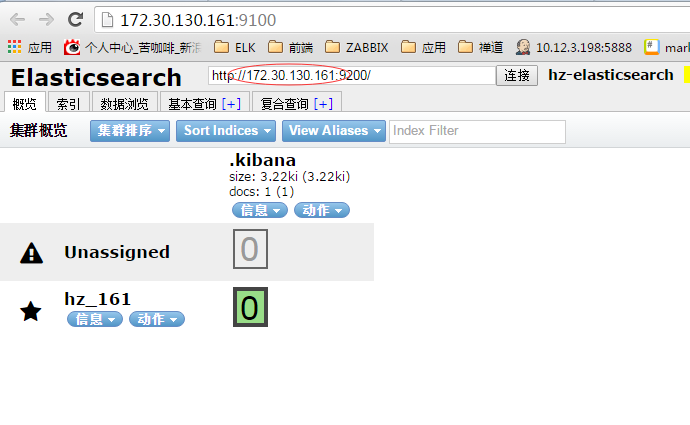 172.30.130.161:9100
应用 个人中心_苦咖啡_新浪 ELK 前端 ZABBIX 应用 禅道 10.12.3.198:5888 mark
Elasticsearch http://172.30.130.161:9200/ 连接 hz-elasticsearch
概览 索引 数据浏览 基本查询 [+] 复合查询 [+]
集群概览 集群排序 Sort Indices View Aliases Index Filter
.kibana
size: 3.22ki (3.22ki)
docs: 1 (1)
信息 动作
Unassigned 0
hz_161 0
信息 动作